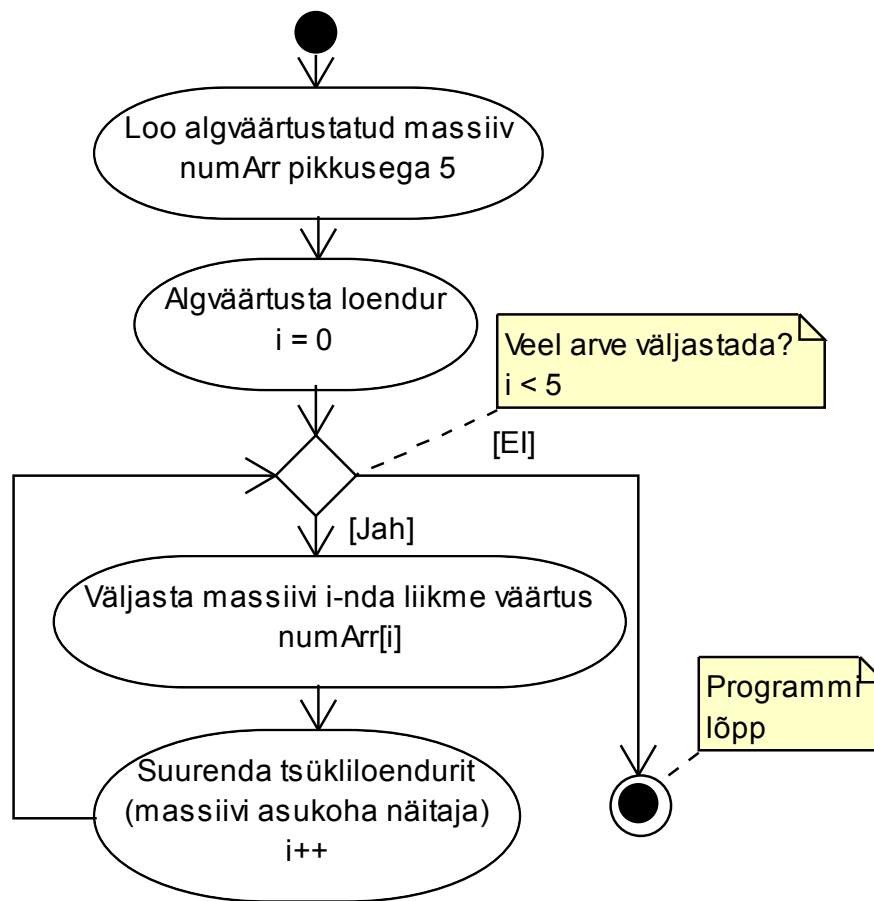 Loo algväärtustatud massiiv
numArr pikkusega 5
Algväärtusta loendur
i = 0
Veel arve väljastada?
i < 5
[EI]
[Jah]
Väljasta massiivi i-nda liikme väärtus
numArr[i]
Programmi
lõpp
Suurenda tsükliloendurit
(massiivi asukoha näitaja)
i++